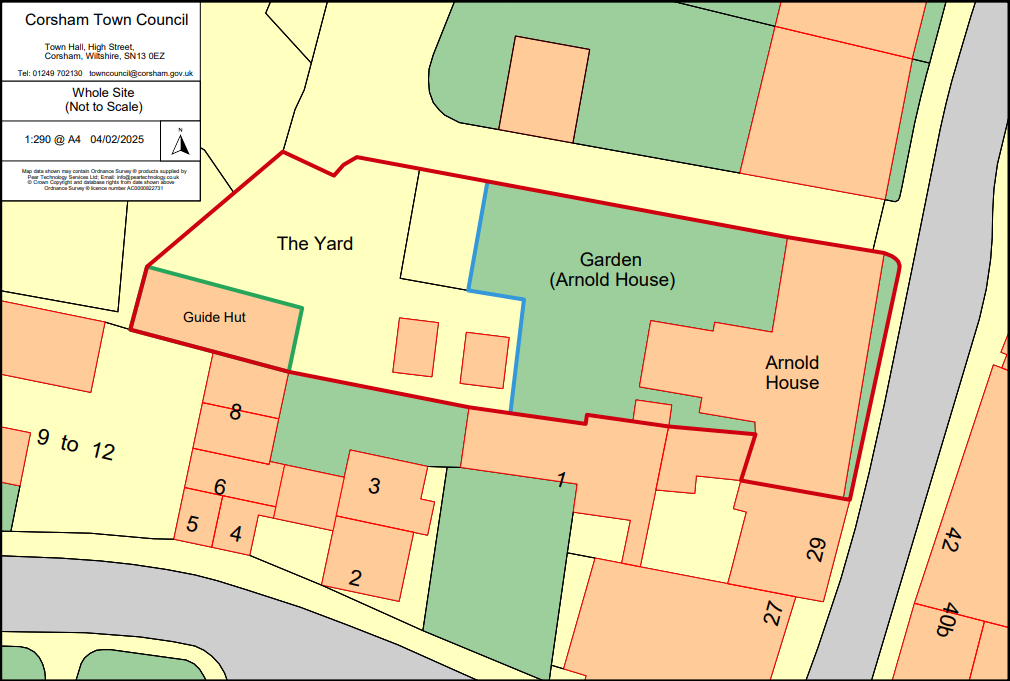 Corsham Town Council
Town Hall, High Street,
Corsham, Wiltshire, SN13 0EZ
Tel: 01249 702130 towncouncil@corsham.gov.uk
Whole Site
(Not to Scale)
1:290 @ A4 04/02/2025
N
Map data shown may contain Ordnance Survey ® products supplied by
Pear Technology Services Ltd; Email: info@peartechnology.co.uk
© Crown Copyright and database rights from date shown above
Ordnance Survey ® licence number AC0000822731
The Yard
Garden
(Arnold House)
Guide Hut
Arnold
House
8
9 to 12
6
3
1
5
4
2
29
42
27
40b